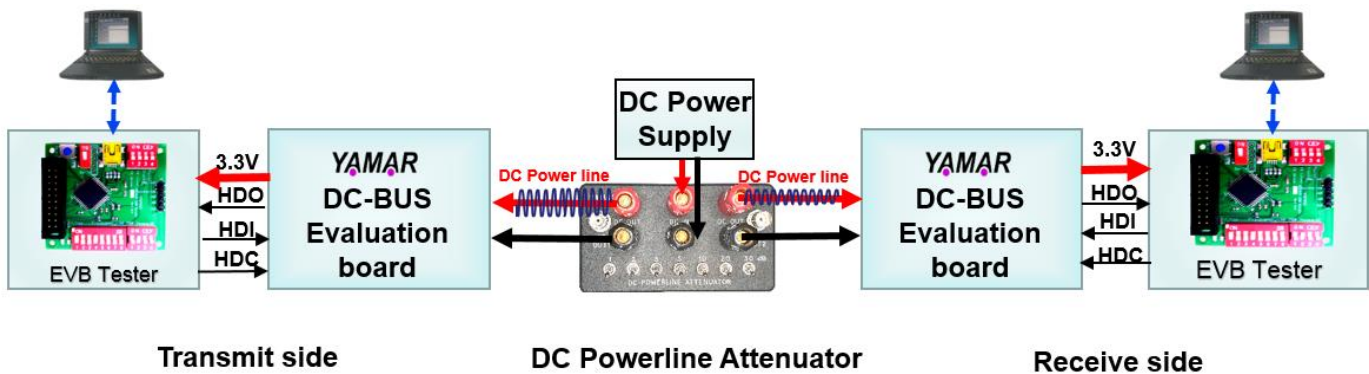 DC Power
Supply
3.3V
HDO
HDI
HDC
EVB Tester
YAMAR
DC-BUS
Evaluation
board
DC Power line
DC Power line
DC POWERLINE ATTENUATOR
YAMAR
DC-BUS
Evaluation
board
3.3V
HDO
HDI
HDC
EVB Tester
Transmit side
DC Powerline Attenuator
Receive side